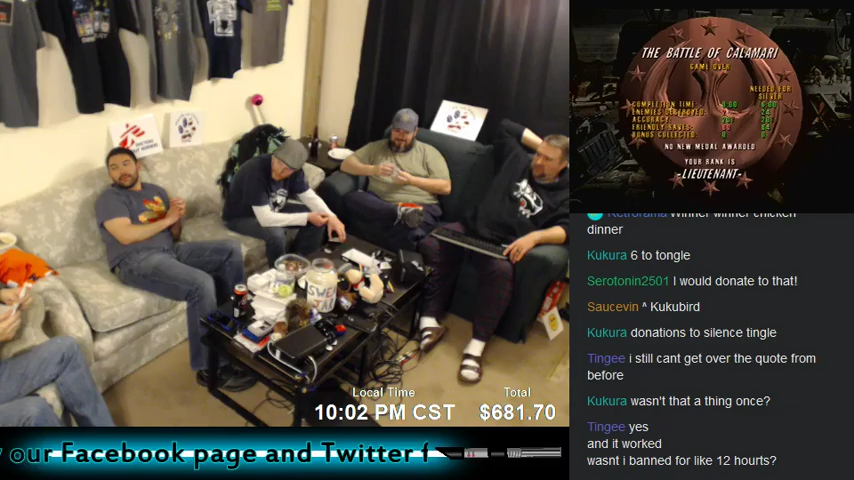 THE BATTLE OF CALAMARI
GAME OVER
NEEDED FOR
SILVER
COMPLETION TIME
ENEMIES DESTROYED
ACCURACY
FRIENDLY SAVES
BONUS COLLECTED
NO NEW MEDAL AWARDED
YOUR RANK IS
-LIEUTENANT-
Retrorama Winner winner chicken
dinner
Kukura 6 to tongle
Serotonin2501 I would donate to that!
Saucevin ^ Kukubird
Kukura donations to silence tingle
Tingee i still cant get over the quote from
before
Kukura wasn't that a thing once?
Tingee yes
and it worked
wasnt i banned for like 12 hourts?
SWEAR
JAR
Local Time
10:02 PM CST
Total
$681.70
our Facebook page and Twitter f